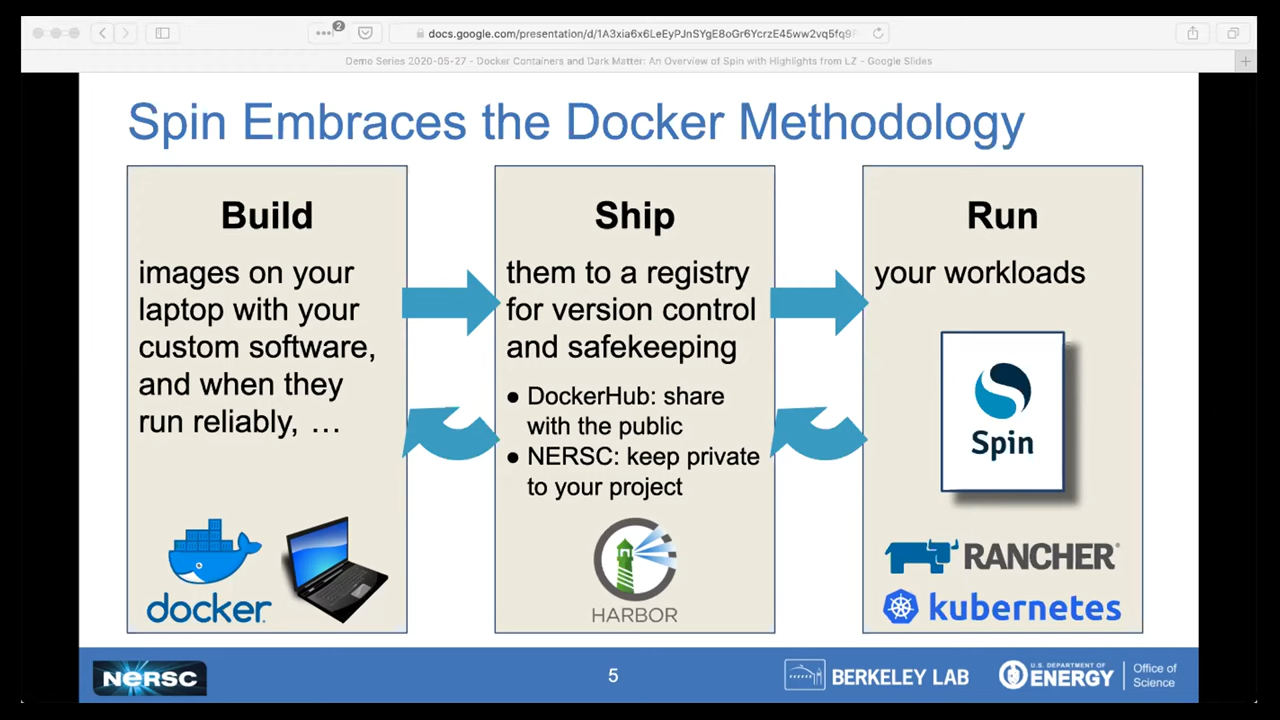 2
docs.google.com/presentation/d/1A3xia6x6LeEyPJnSYgE8oGr6YcrzE45ww2vq5fq9F
Demo Series 2020-05-27 - Docker Containers and Dark Matter: An Overview of Spin with Highlights from LZ - Google Slides
Spin Embraces the Docker Methodology
Build
images on your
laptop with your
custom software,
and when they
run reliably, …
docker
Ship
them to a registry
for version control
and safekeeping
● DockerHub: share
with the public
● NERSC: keep private
to your project
HARBOR
Run
your workloads
Spin
RANCHER®
kubernetes
NERSC
5
BERKELEY LAB
U.S. DEPARTMENT OF
ENERGY
Office of
Science